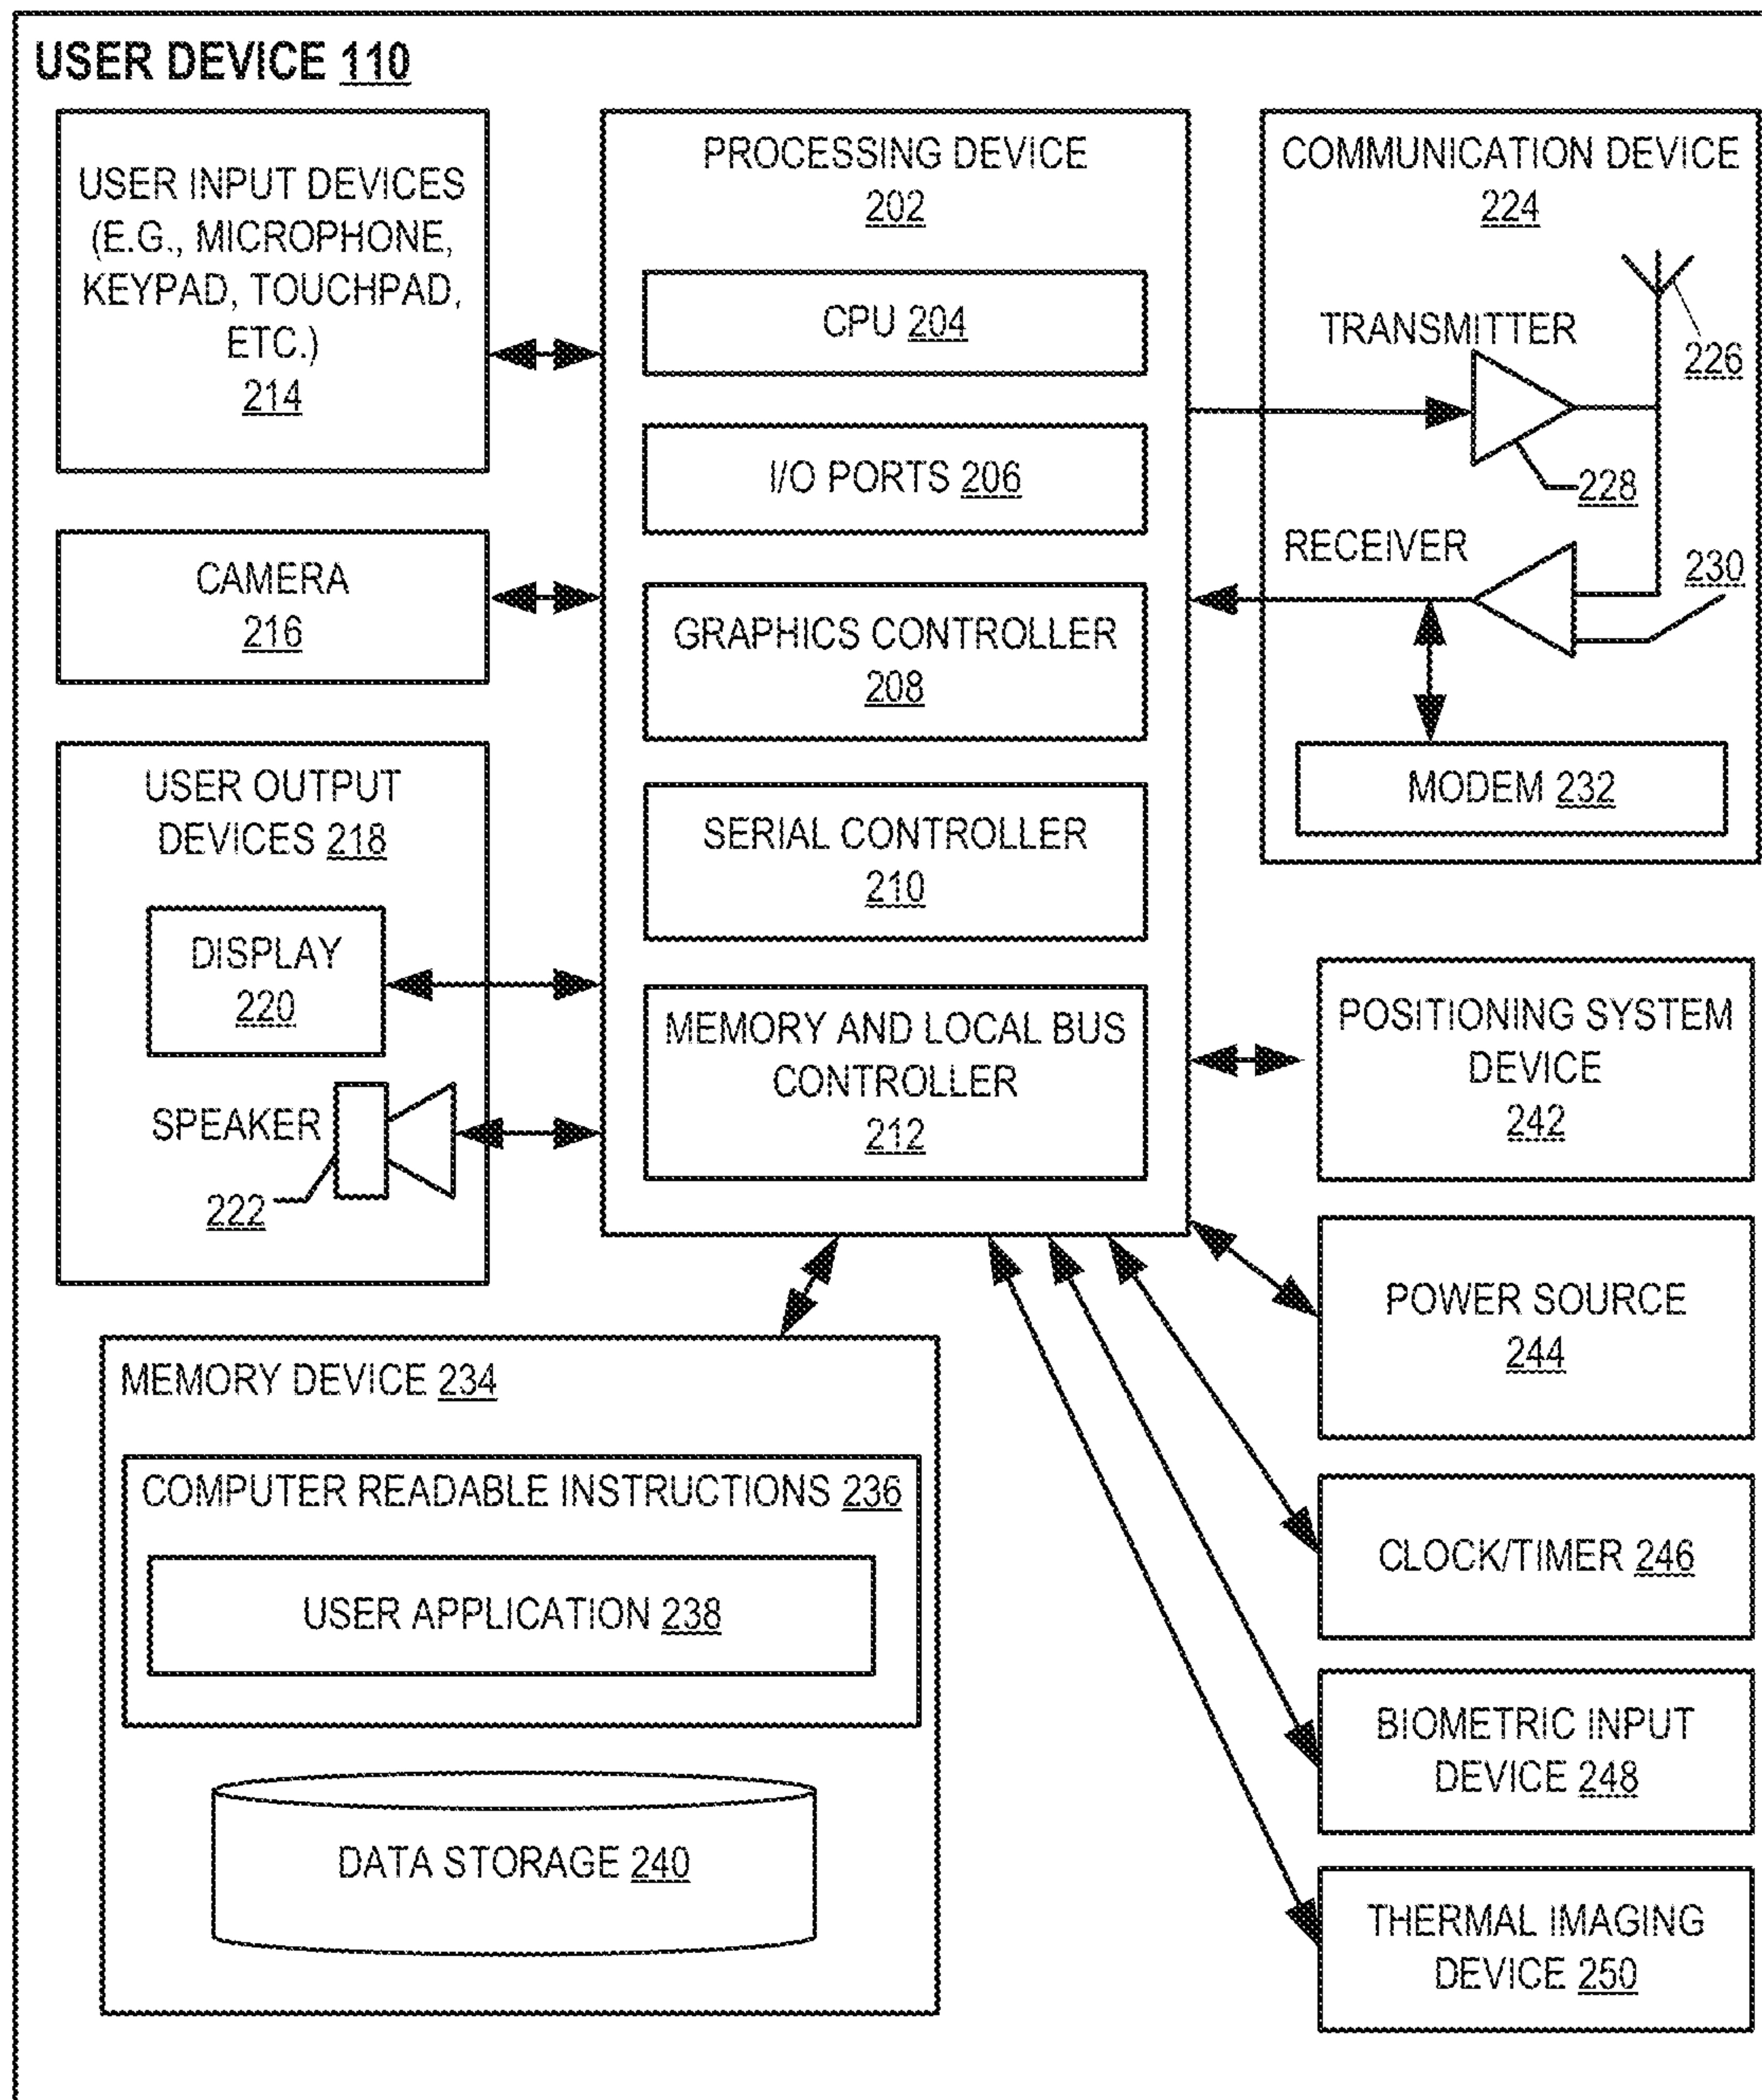 USER DEVICE 110
USER INPUT DEVICES
(E.G., MICROPHONE,
KEYPAD, TOUCHPAD,
ETC.)
214
CAMERA
216
USER OUTPUT
DEVICES 218
DISPLAY
220
SPEAKER
222
PROCESSING DEVICE
202
CPU 204
I/O PORTS 206
GRAPHICS CONTROLLER
208
SERIAL CONTROLLER
210
MEMORY AND LOCAL BUS
CONTROLLER
212
COMMUNICATION DEVICE
224
TRANSMITTER
226
228
RECEIVER
230
MODEM 232
POSITIONING SYSTEM
DEVICE
242
POWER SOURCE
244
CLOCK/TIMER 246
BIOMETRIC INPUT
DEVICE 248
THERMAL IMAGING
DEVICE 250
MEMORY DEVICE 234
COMPUTER READABLE INSTRUCTIONS 236
USER APPLICATION 238
DATA STORAGE 240